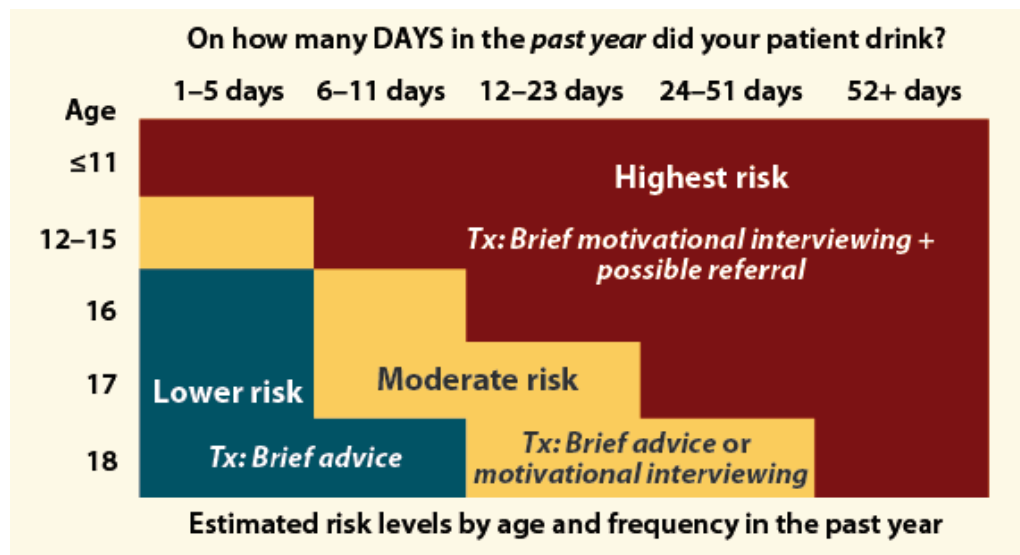 On how many DAYS in the past year did your patient drink?
1–5 days 6–11 days 12–23 days 24–51 days 52+ days
Age
≤11
Highest risk
12–15
Tx: Brief motivational interviewing +
possible referral
16
17
Lower risk
Moderate risk
18
Tx: Brief advice
Tx: Brief advice or
motivational interviewing
Estimated risk levels by age and frequency in the past year